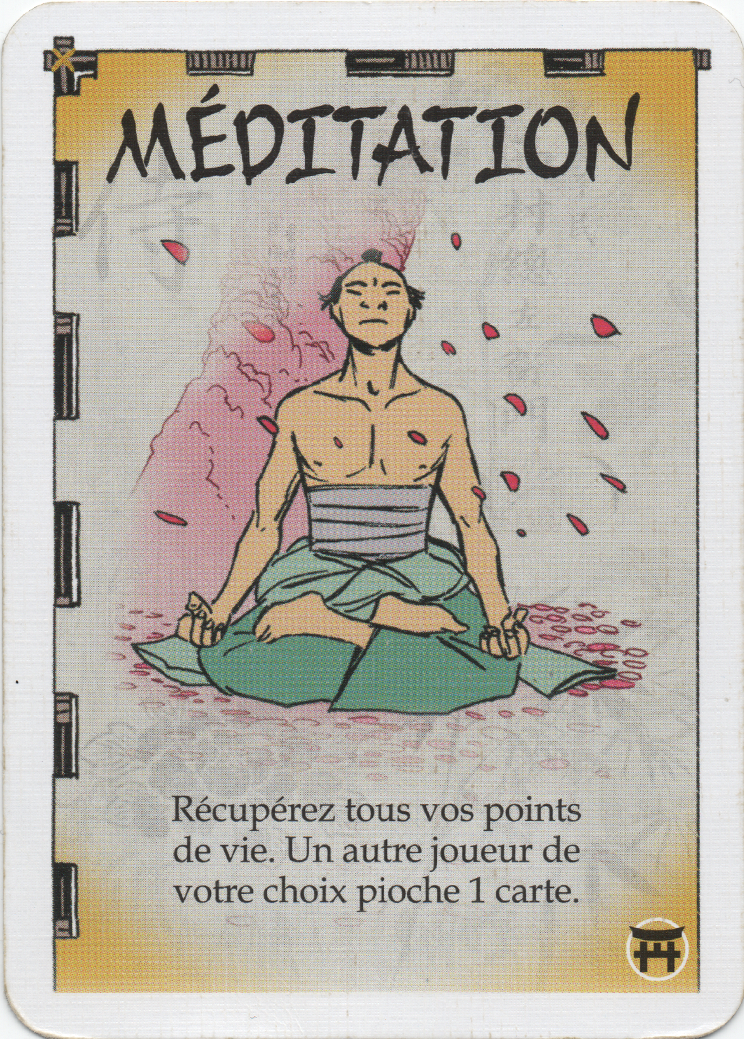 MÉDITATION
Récupérez tous vos points
de vie. Un autre joueur de
votre choix pioche 1 carte.